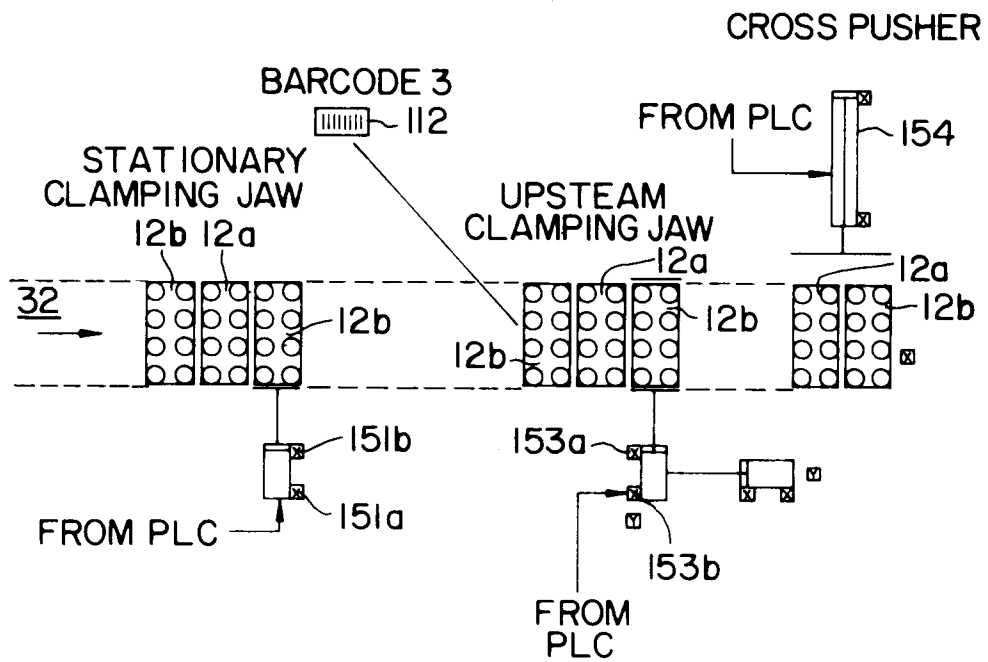 CROSS PUSHER
BARCODE 3
112
FROM PLC
154
STATIONARY
CLAMPING JAW
UPSTEAM
CLAMPING JAW
12b 12a
12a
12a
32
12b
12b
12b
12b
151b
151a
FROM PLC
153a
X
X
X
X
X
X
X
X
X
Y
Y
153b
FROM
PLC